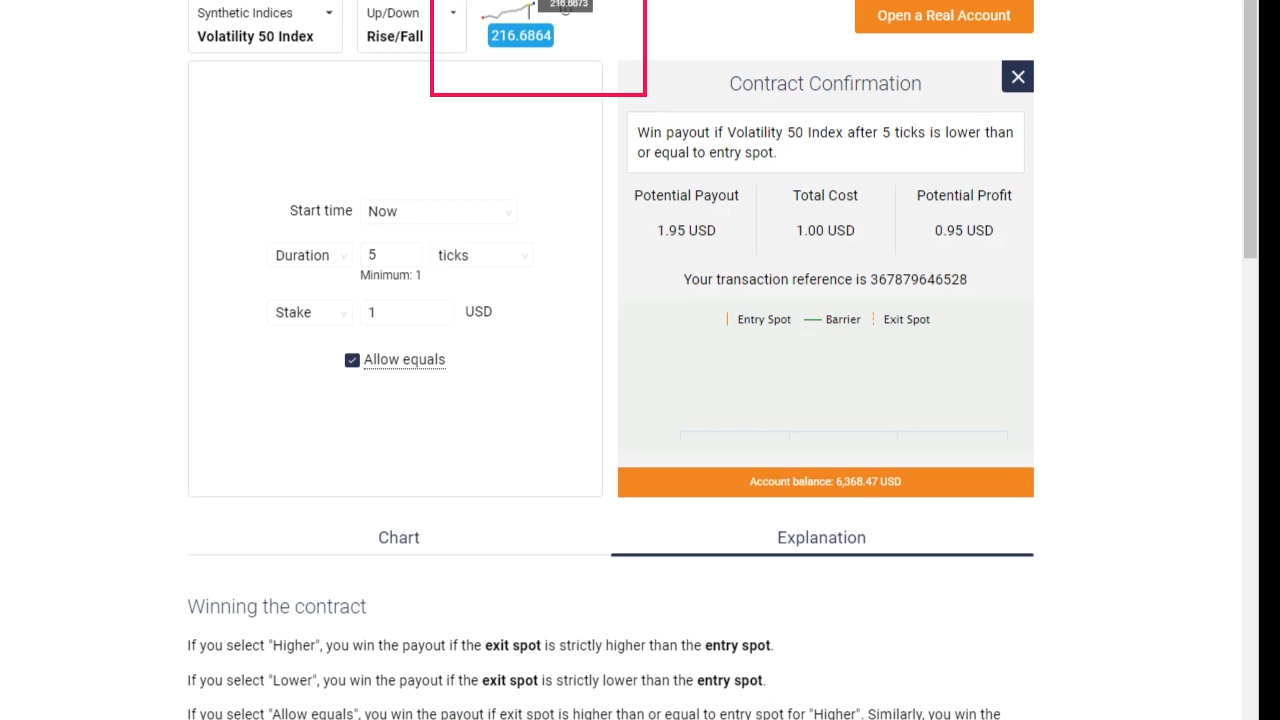 Synthetic Indices
Volatility 50 Index
Up/Down
Rise/Fall
216.6673
216.6864
Open a Real Account
Contract Confirmation
Win payout if Volatility 50 Index after 5 ticks is lower than
or equal to entry spot.
Potential Payout
Total Cost
Potential Profit
1.95 USD
1.00 USD
0.95 USD
Your transaction reference is 367879646528
Entry Spot
Barrier
Exit Spot
Account balance: 6,368.47 USD
Start time
Now
Duration
5
ticks
Minimum: 1
Stake
1
USD
Allow equals
Chart
Explanation
Winning the contract
If you select "Higher", you win the payout if the exit spot is strictly higher than the entry spot.
If you select "Lower", you win the payout if the exit spot is strictly lower than the entry spot.
If you select "Allow equals", you win the payout if exit spot is higher than or equal to entry spot for "Higher". Similarly, you win the